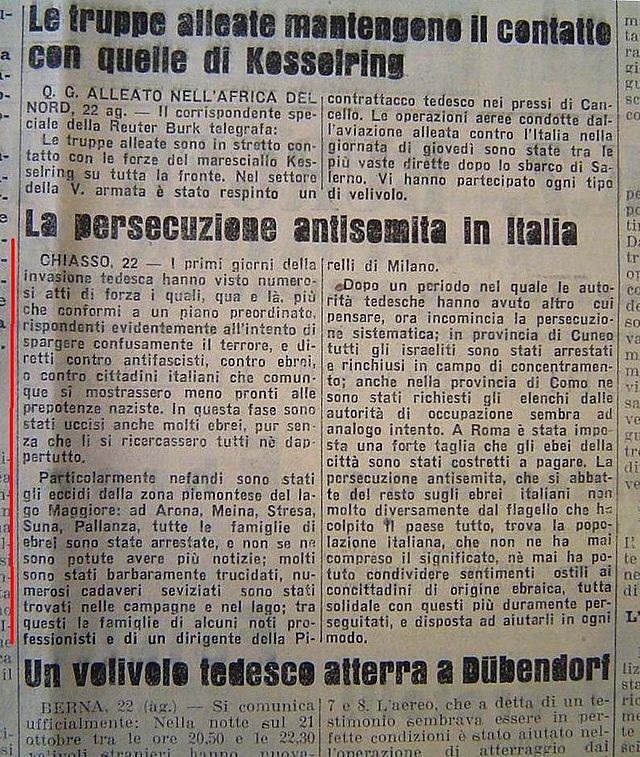 Le truppe alleate mantengono il contatto
con quelle di Kesselring
Q. G. ALLEATO NELL'AFRICA DEL
NORD, 22 ag. — Il corrispondente spe-
ciale della Reuter Burk telegrafa:
Le truppe alleate sono in stretto con-
tatto con le forze del maresciallo Kes-
selring su tutta la fronte. Nel settore
della V. armata è stato respinto un
contrattacco tedesco nei pressi di Can-
cello. Le operazioni aeree condotte dal-
l'aviazione alleata contro l'Italia nella
giornata di giovedì sono state tra le
più vaste dirette dopo lo sbarco di Sa-
lerno. Vi hanno partecipato ogni tipo
di velivolo.
La persecuzione antisemita in Italia
CHIASSO, 22 — I primi giorni della
invasione tedesca hanno visto numero-
si atti di forza i quali, qua e là, più
che conformi a un piano preordinato,
rispondenti evidentemente all'intento di
spargere confusamente il terrore, e di-
retti contro antifascisti, contro ebrei,
o contro cittadini italiani che comun-
que si mostrassero meno pronti alle
prepotenze naziste. In questa fase sono
stati uccisi anche molti ebrei, pur sen-
za che li si ricercassero tutti nè dap-
pertutto.
Particolarmente nefandi sono stati
gli eccidi della zona piemontese del la-
go Maggiore: ad Arona, Meina, Stresa,
Suna, Pallanza, tutte le famiglie di
ebrei sono state arrestate, e non se ne
sono potute avere più notizie; molti
sono stati barbaramente trucidati, nu-
merosi cadaveri seviziati sono stati
trovati nelle campagne e nel lago; tra
questi le famiglie di alcuni noti pro-
fessionisti e di un dirigente della Pi-
relli di Milano.
Dopo un periodo nel quale le auto-
rità tedesche hanno avuto altro cui
pensare, ora incomincia la persecuzione
sistematica; in provincia di Cuneo
tutti gli israeliti sono stati arrestati
e rinchiusi in campo di concentramen-
to; anche nella provincia di Como ne
sono stati richiesti gli elenchi dalle
autorità di occupazione sembra ad
analogo intento. A Roma è stata impo-
sta una forte taglia che gli ebei della
città sono stati costretti a pagare. La
persecuzione antisemita, che si abbat-
te del resto sugli ebrei italiani non
molto diversamente dal flagello che ha
colpito il paese tutto, trova la popo-
lazione italiana, che non ne ha mai
compreso il significato, nè mai ha po-
tuto condividere sentimenti ostili ai
concittadini di origine ebraica, tutta
solidale con questi più duramente per-
seguitati, e disposta ad aiutarli in ogni
modo.
Un velivolo tedesco atterra a Dübendorf
BERNA, 22 (ag.) — Si comunica
ufficialmente: Nella notte sul 21
ottobre tra le ore 20,50 e le 22,30
velivoli stranieri hanno nuova-
7 e 8. L'aereo, che a detta di un te-
stimonio sembrava essere in per-
fette condizioni è stato aiutato nel-
l'operazione di atterraggio dai